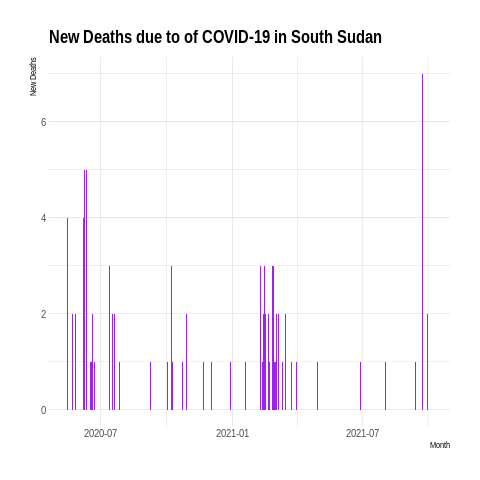 New Deaths due to of COVID-19 in South Sudan
New Deaths
6
4
2
0
2020-07 2021-01 2021-07
Month